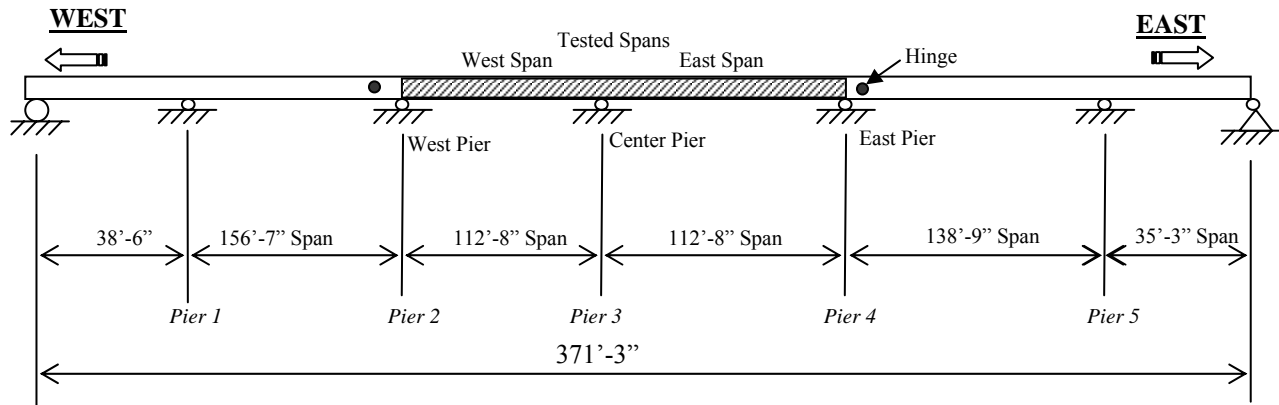 WEST
EAST
Tested Spans
West Span
East Span
Hinge
West Pier
Center Pier
East Pier
38’-6”
156’-7” Span
112’-8” Span
112’-8” Span
138’-9” Span
35’-3”
Pier 1
Pier 2
Pier 3
Pier 4
Pier 5
371’-3”